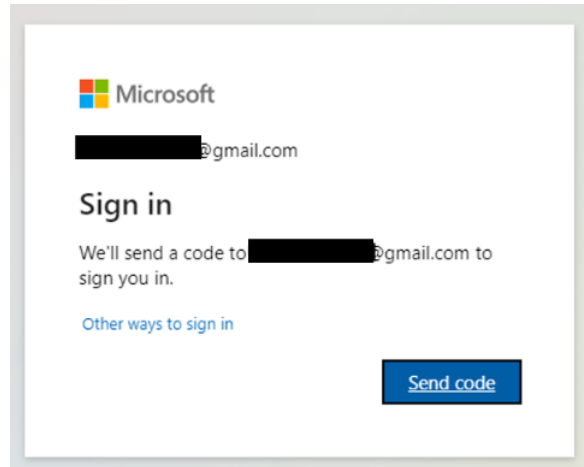 Microsoft
@gmail.com
Sign in
We'll send a code to @gmail.com to
sign you in.
Other ways to sign in
Send code